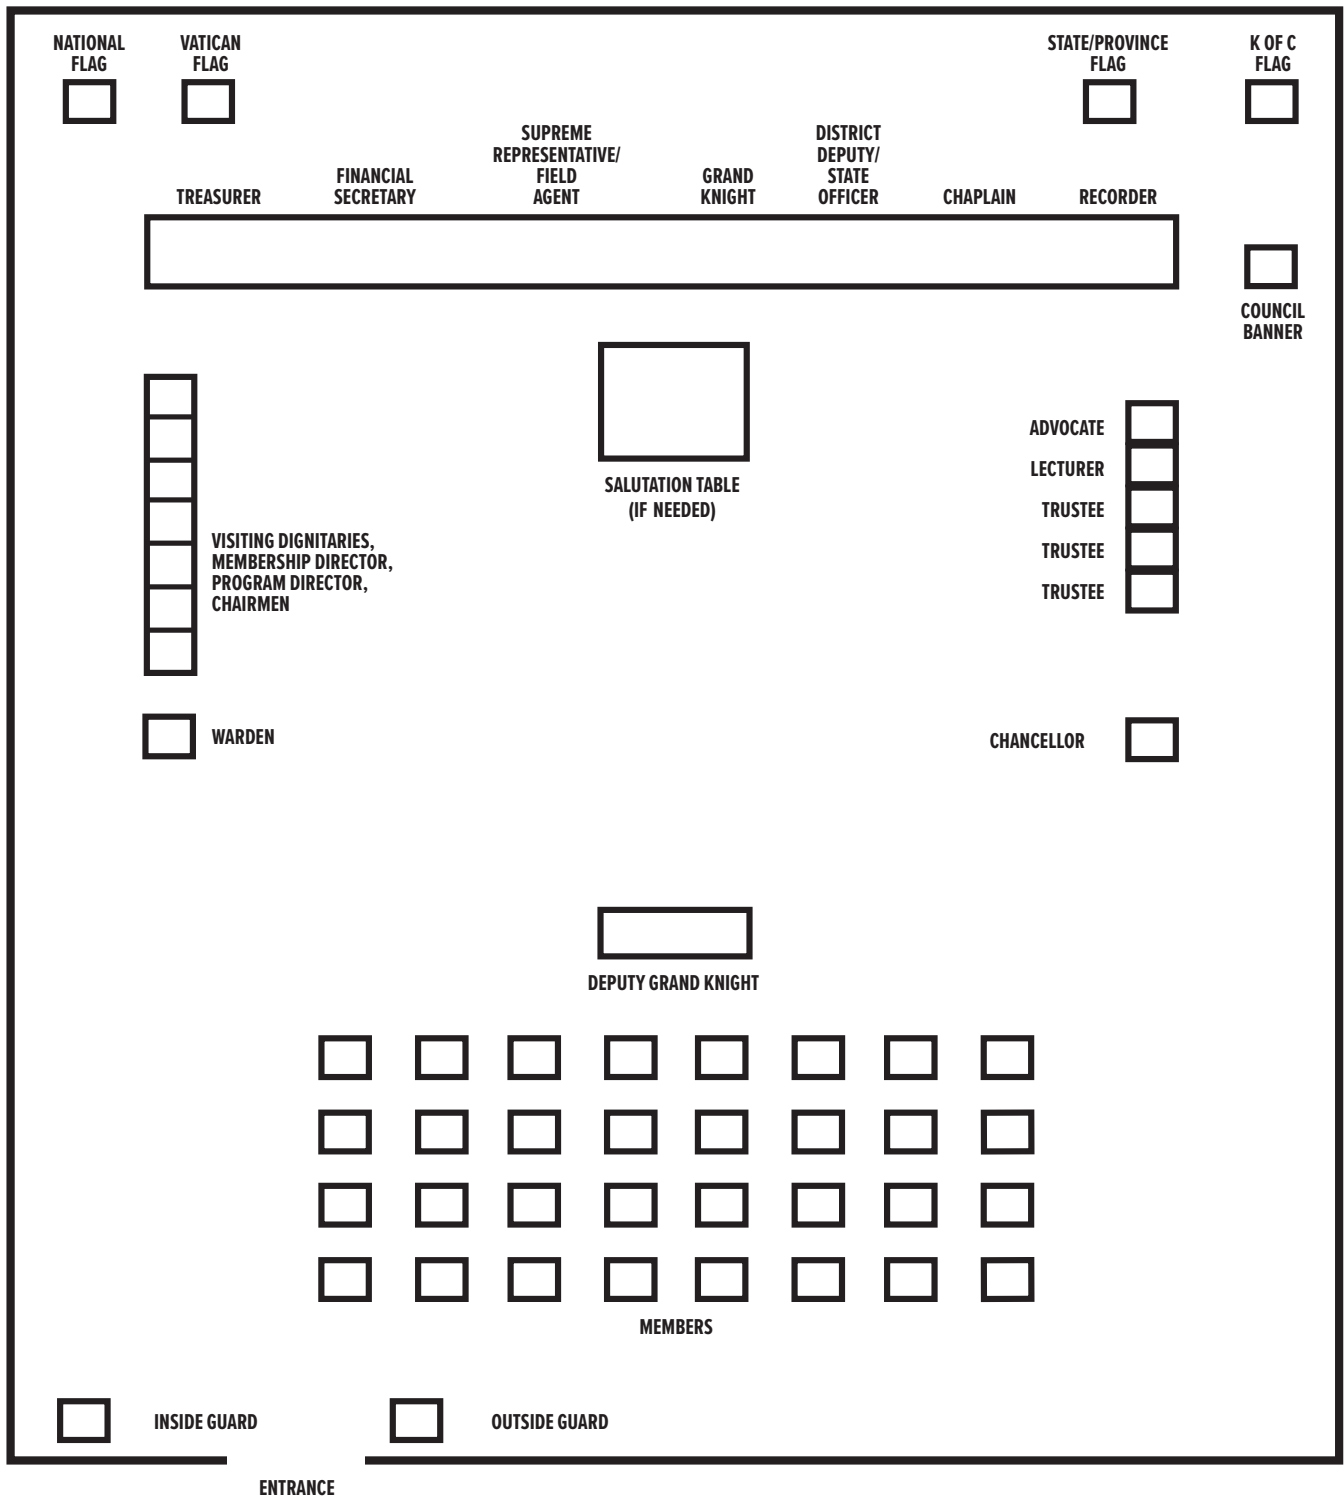 NATIONAL
FLAG
VATICAN
FLAG
STATE/PROVINCE
FLAG
K OF C
FLAG
TREASURER
FINANCIAL
SECRETARY
SUPREME
REPRESENTATIVE/
FIELD
AGENT
GRAND
KNIGHT
DISTRICT
DEPUTY/
STATE
OFFICER
CHAPLAIN
RECORDER
COUNCIL
BANNER
SALUTATION TABLE
(IF NEEDED)
ADVOCATE
LECTURER
TRUSTEE
TRUSTEE
TRUSTEE
VISITING DIGNITARIES,
MEMBERSHIP DIRECTOR,
PROGRAM DIRECTOR,
CHAIRMEN
WARDEN
CHANCELLOR
DEPUTY GRAND KNIGHT
MEMBERS
INSIDE GUARD
OUTSIDE GUARD
ENTRANCE